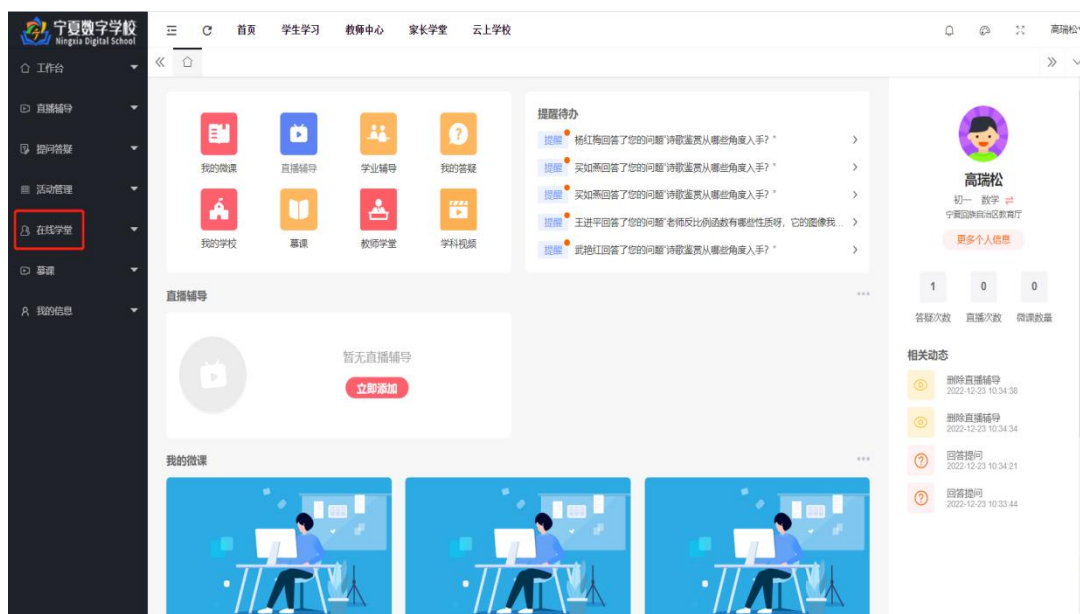 宁夏数字学校
Ningxia Digital School
首页 学生学习 教师中心 家长学堂 云上学校
高瑞松
工作台
直播辅导
提问答疑
活动管理
在线学堂
慕课
我的信息
我的微课 直播辅导 学业辅导 我的答疑
我的学校 慕课 教师学堂 学科视频
提醒待办
提醒 杨红梅回答了您的问题"诗歌鉴赏从哪些角度入手? "
提醒 买如燕回答了您的问题"诗歌鉴赏从哪些角度入手? "
提醒 买如燕回答了您的问题"诗歌鉴赏从哪些角度入手? "
提醒 王进平回答了您的问题"老师反比例函数有哪些性质呀，它的图像我...
提醒 武艳红回答了您的问题"诗歌鉴赏从哪些角度入手? "
直播辅导
暂无直播辅导
立即添加
我的微课
高瑞松
初一 数学
宁夏回族自治区教育厅
更多个人信息
1 0 0
答疑次数 直播次数 微课数量
相关动态
删除直播辅导
2022-12-23 10:34:38
删除直播辅导
2022-12-23 10:34:34
回答提问
2022-12-23 10:34:21
回答提问
2022-12-23 10:33:44